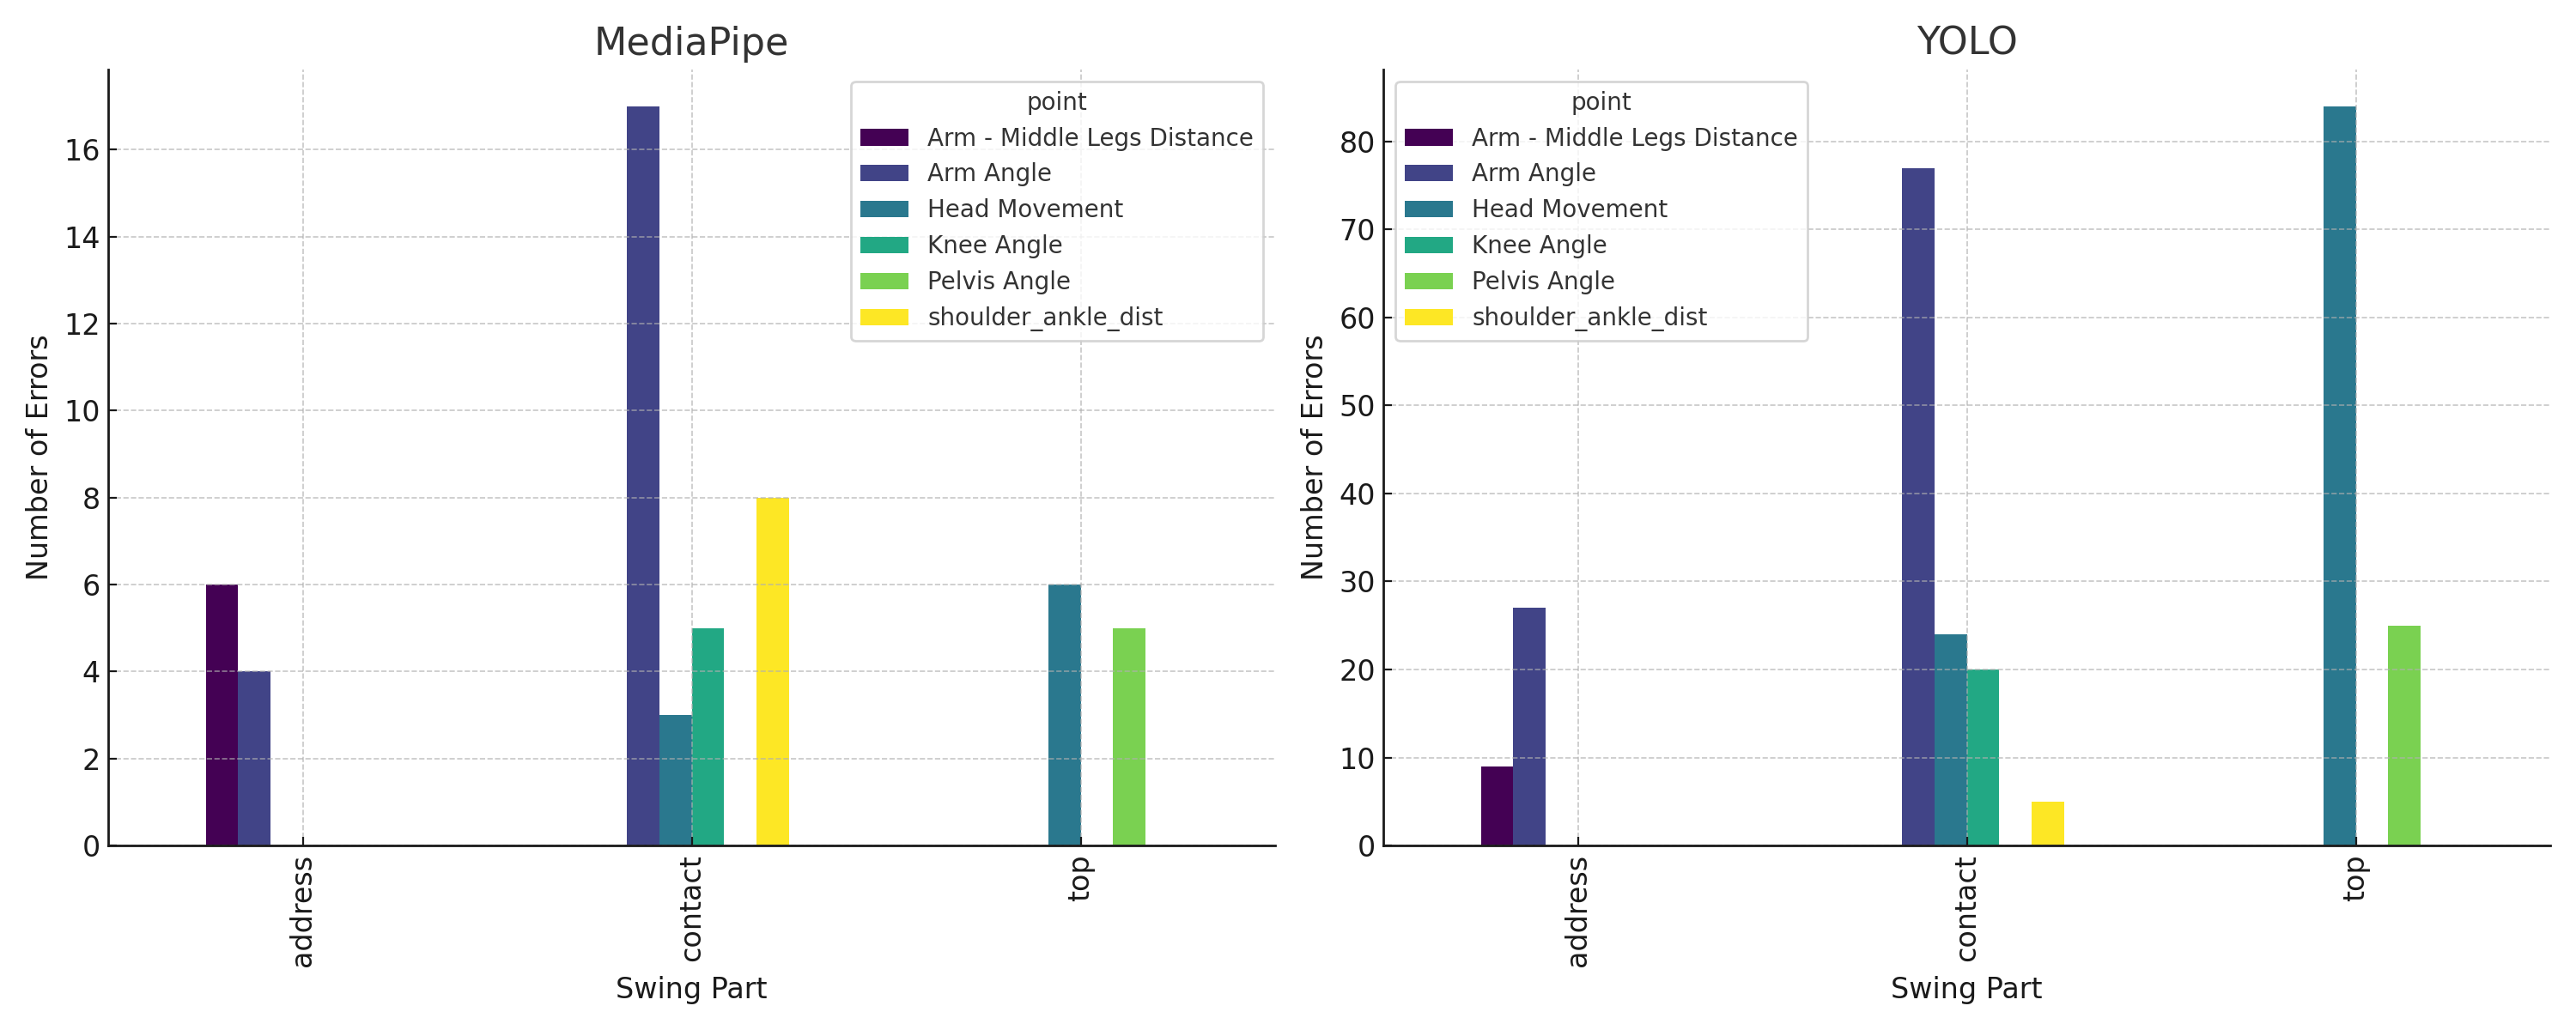 MediaPipe
Number of Errors
16
14
12
10
8
6
4
2
0
point
Arm - Middle Legs Distance
Arm Angle
Head Movement
Knee Angle
Pelvis Angle
shoulder_ankle_dist
address
contact
top
Swing Part
YOLO
Number of Errors
80
70
60
50
40
30
20
10
0
point
Arm - Middle Legs Distance
Arm Angle
Head Movement
Knee Angle
Pelvis Angle
shoulder_ankle_dist
address
contact
top
Swing Part